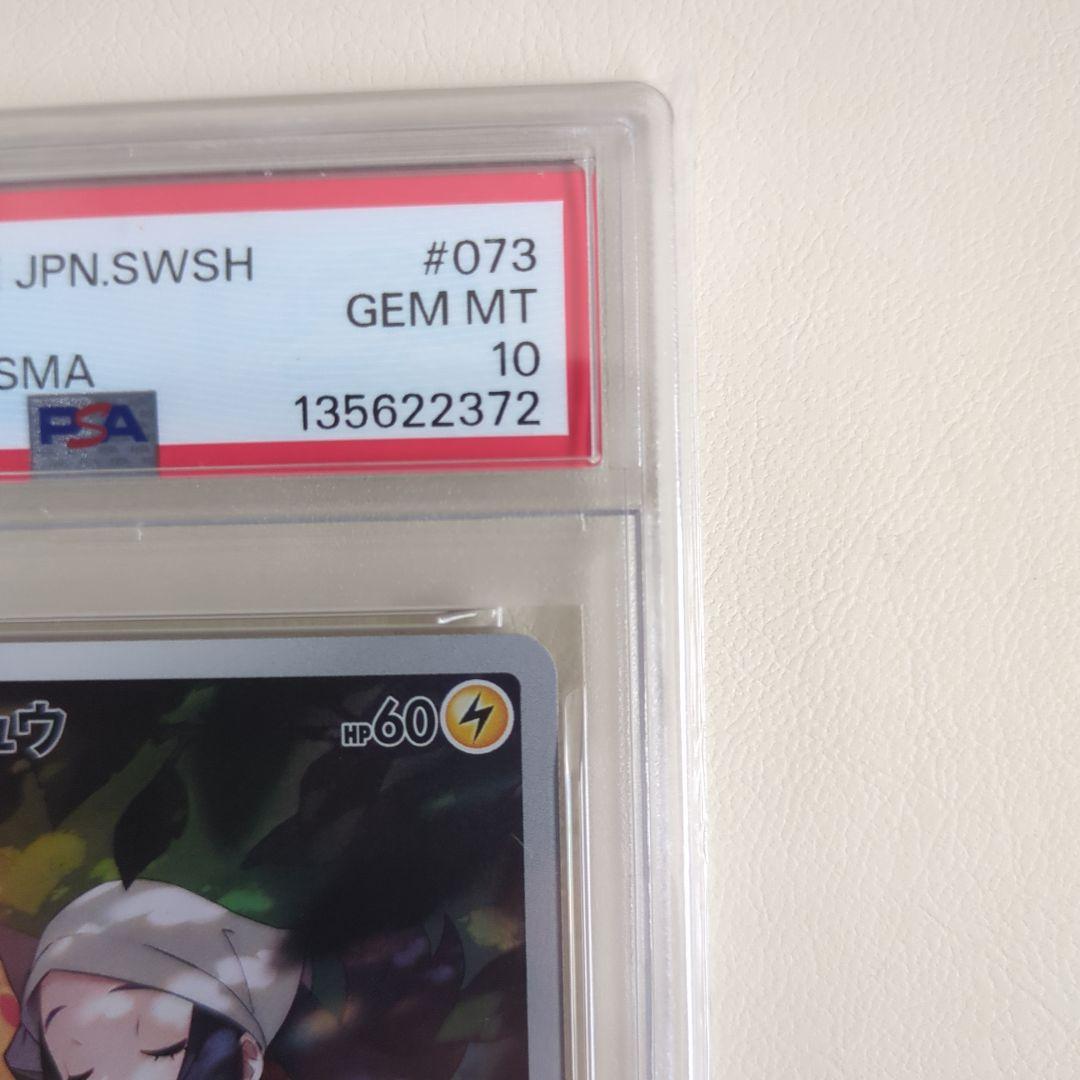 JPN.SWSH #073
GEM MT
SMA 10
PSA 135622372
ュウ HP60